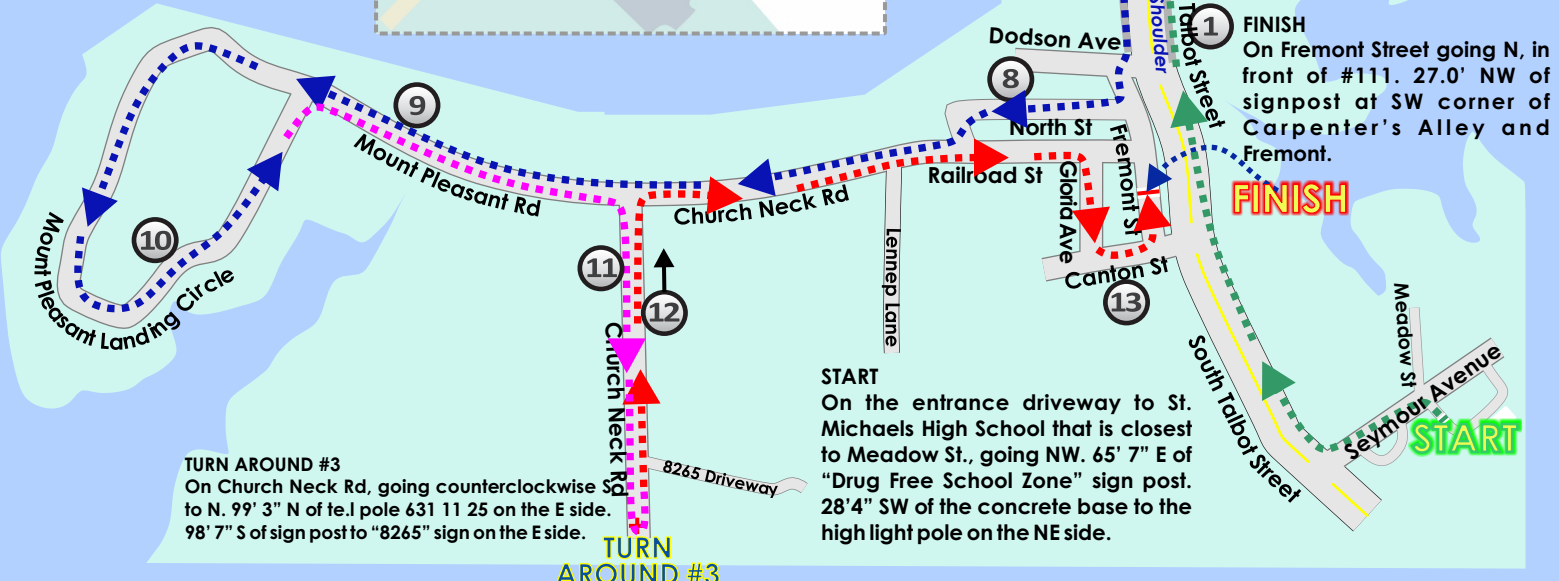 Shoulder
Talbot Street
1
FINISH
On Fremont Street going N, in
front of #111. 27.0' NW of
signpost at SW corner of
Carpenter's Alley and
Fremont.
Dodson Ave
8
9
North St
Fremont St
Mount Pleasant Rd
Railroad St
Gloria Ave
FINISH
Church Neck Rd
10
Mount Pleasant Landing Circle
11
12
Lennep Lane
Canton St
13
Meadow St
Church Neck Rd
South Talbot Street
Seymour Avenue
START
START
On the entrance driveway to St.
Michaels High School that is closest
to Meadow St., going NW. 65' 7" E of
"Drug Free School Zone" sign post.
28'4" SW of the concrete base to the
high light pole on the NE side.
TURN AROUND #3
On Church Neck Rd, going counterclockwise S
to N. 99' 3" N of te.l pole 631 11 25 on the E side.
98' 7" S of sign post to "8265" sign on the E side.
8265 Driveway
TURN
AROUND #3